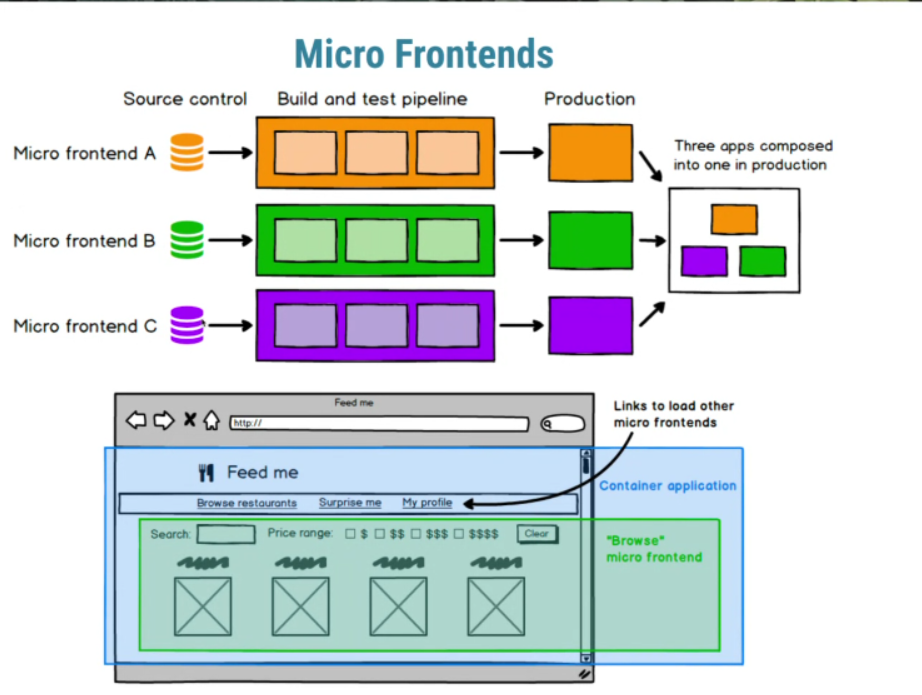 Micro Frontends
Source control
Build and test pipeline
Production
Micro frontend A
Three apps composed
into one in production
Micro frontend B
Micro frontend C
Feed me
http://
Links to load other
micro frontends
Feed me
Container application
Browse restaurants
Surprise me
My profile
Search:
Price range:
$
$$
$$$
$$$$
Clear
"Browse"
micro frontend